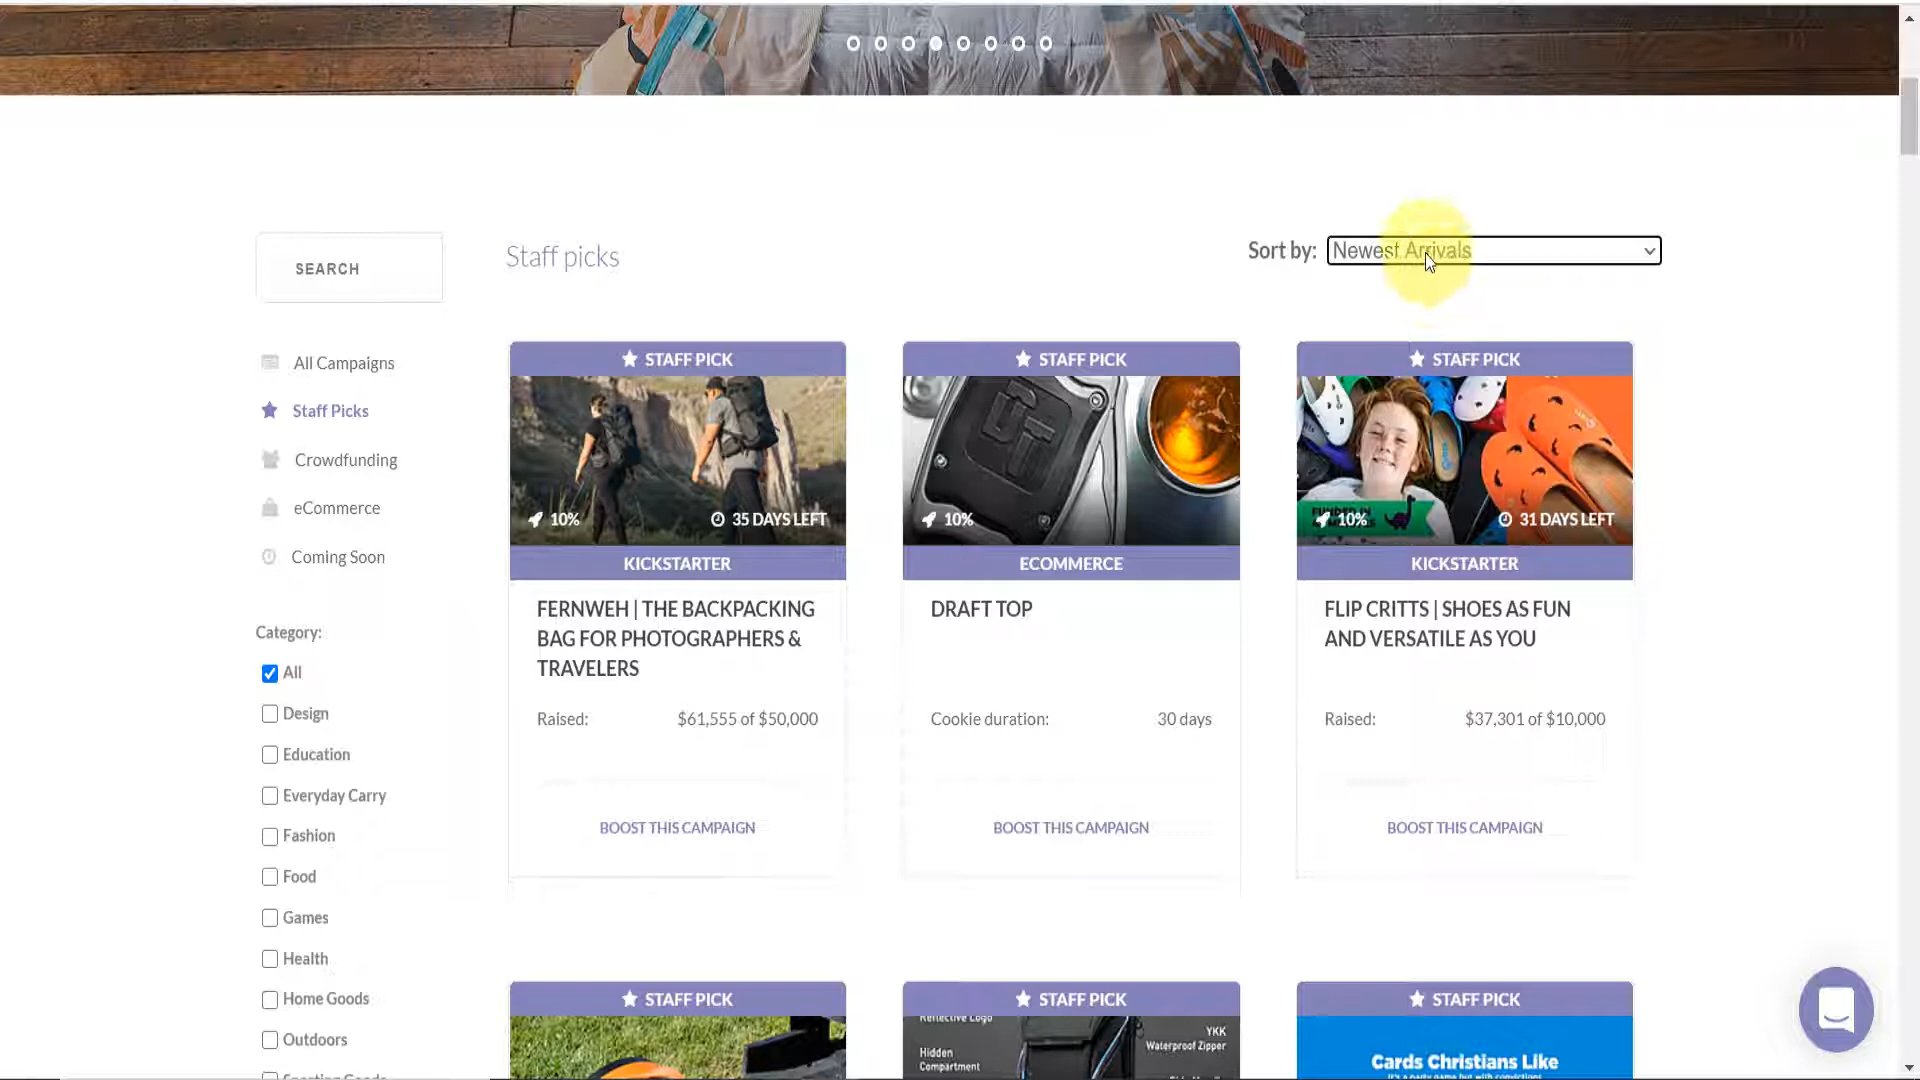 Staff picks
Sort by: Newest Arrivals
SEARCH
All Campaigns
Staff Picks
Crowdfunding
eCommerce
Coming Soon
Category:
All
Design
Education
Everyday Carry
Fashion
Food
Games
Health
Home Goods
Outdoors
STAFF PICK
10%
35 DAYS LEFT
KICKSTARTER
FERNWEH | THE BACKPACKING
BAG FOR PHOTOGRAPHERS &
TRAVELERS
Raised: $61,555 of $50,000
BOOST THIS CAMPAIGN
STAFF PICK
10%
ECOMMERCE
DRAFT TOP
Cookie duration: 30 days
BOOST THIS CAMPAIGN
STAFF PICK
10%
31 DAYS LEFT
KICKSTARTER
FLIP CRITTS | SHOES AS FUN
AND VERSATILE AS YOU
Raised: $37,301 of $10,000
BOOST THIS CAMPAIGN
STAFF PICK
STAFF PICK
Reflective Logo
Hidden
Compartment
YKK
Waterproof Zipper
STAFF PICK
Cards Christians Like